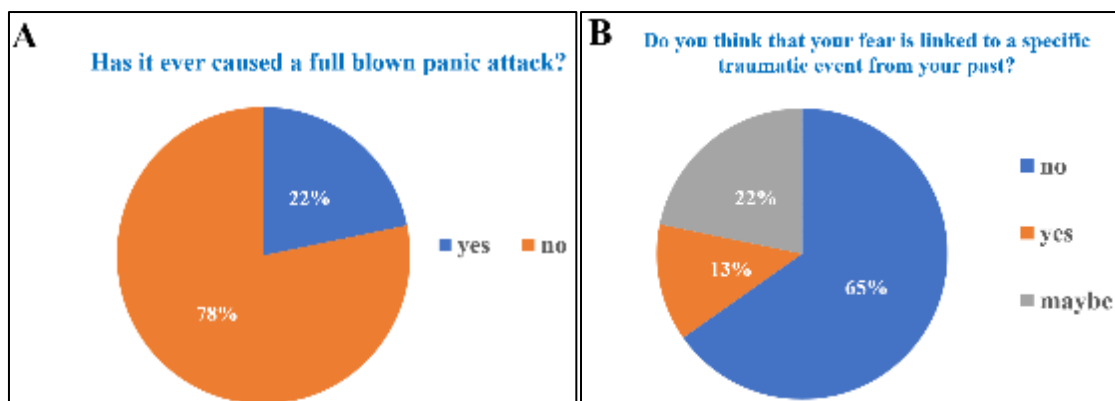 A
Has it ever caused a full blown panic attack?
22%
78%
yes no
B
Do you think that your fear is linked to a specific
traumatic event from your past?
22%
13%
65%
no
yes
maybe